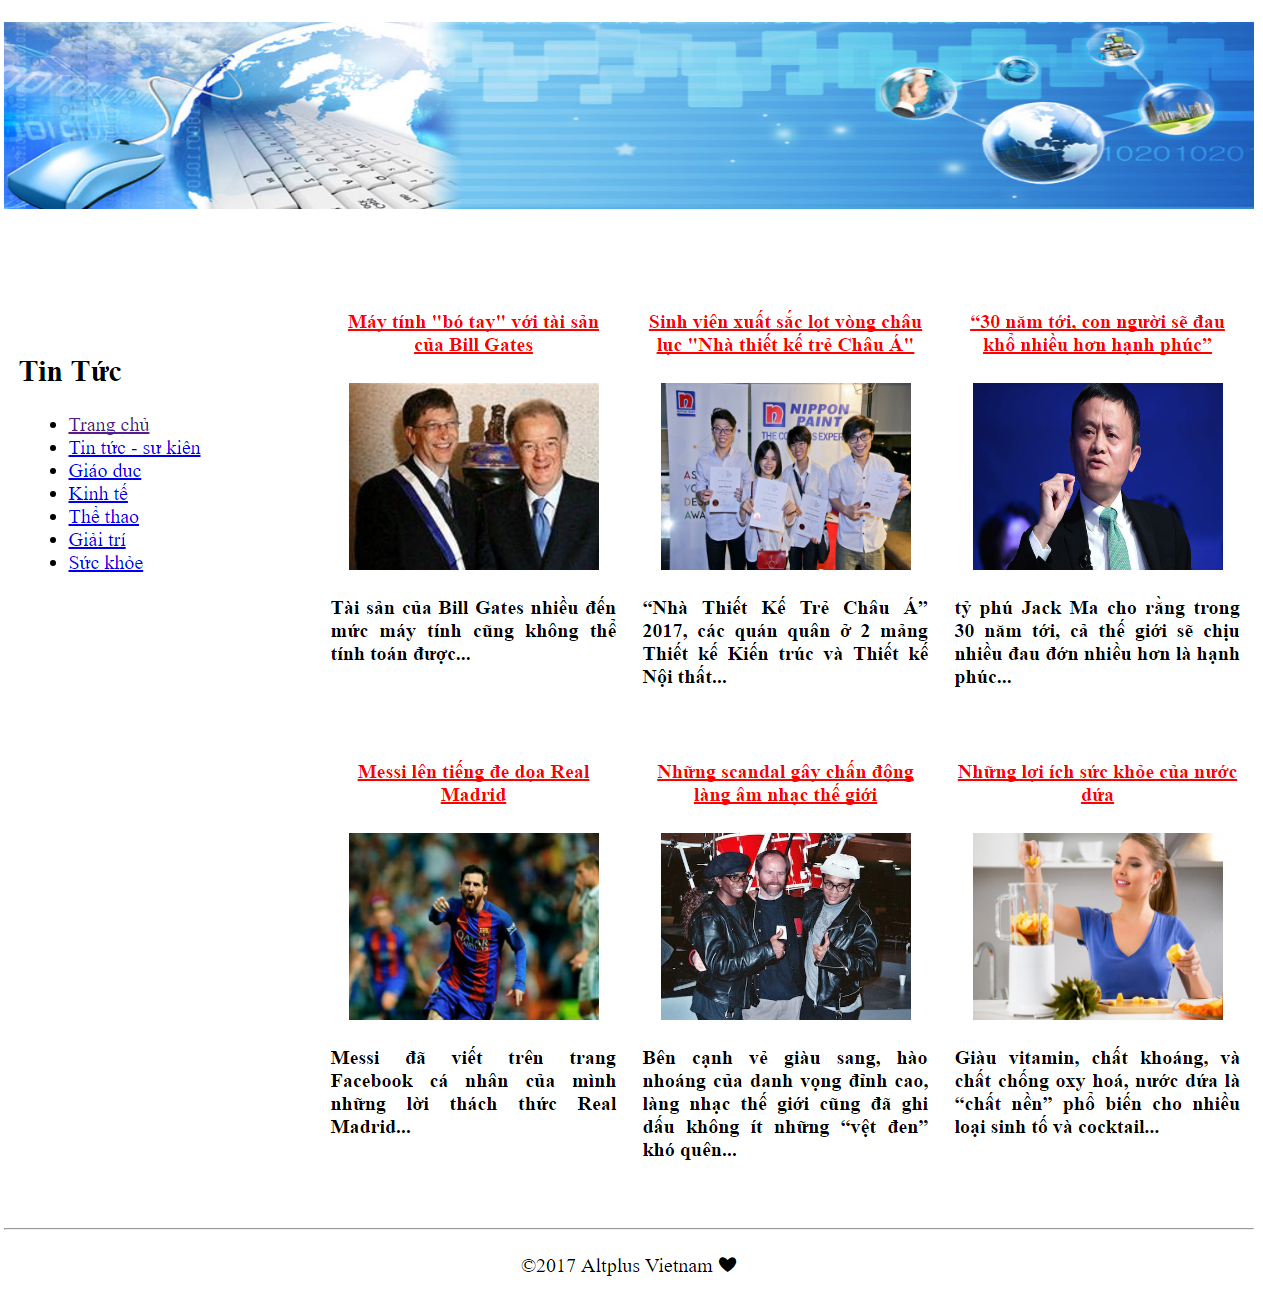 Tin Tức
Trang chủ
Tin tức - sự kiện
Giáo dục
Kinh tế
Thể thao
Giải trí
Sức khỏe
Máy tính "bó tay" với tài sản
của Bill Gates
Tài sản của Bill Gates nhiều đến
mức máy tính cũng không thể
tính toán được...
Sinh viên xuất sắc lọt vòng châu
lục "Nhà thiết kế trẻ Châu Á"
NIPPON
PAINT
“Nhà Thiết Kế Trẻ Châu Á”
2017, các quán quân ở 2 mảng
Thiết kế Kiến trúc và Thiết kế
Nội thất...
“30 năm tới, con người sẽ đau
khổ nhiều hơn hạnh phúc”
tỷ phú Jack Ma cho rằng trong
30 năm tới, cả thế giới sẽ chịu
nhiều đau đớn nhiều hơn là hạnh
phúc...
Messi lên tiếng đe dọa Real
Madrid
Messi đã viết trên trang
Facebook cá nhân của mình
những lời thách thức Real
Madrid...
Những scandal gây chấn động
làng âm nhạc thế giới
Bên cạnh vẻ giàu sang, hào
nhoáng của danh vọng đỉnh cao,
làng nhạc thế giới cũng đã ghi
dấu không ít những “vệt đen”
khó quên...
Những lợi ích sức khỏe của nước
dứa
Giàu vitamin, chất khoáng, và
chất chống oxy hoá, nước dứa là
“chất nền” phổ biến cho nhiều
loại sinh tố và cocktail...
©2017 Altplus Vietnam ♥